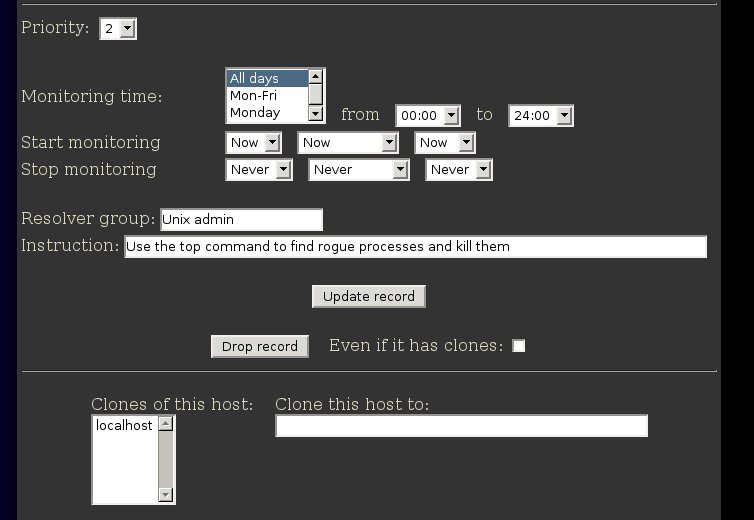 Priority: 2
All days
Mon-Fri
Monitoring time: Monday from 00:00 to 24:00
Start monitoring Now Now Now
Stop monitoring Never Never Never
Resolver group: Unix admin
Instruction: Use the top command to find rogue processes and kill them
Update record
Drop record Even if it has clones:
Clones of this host: Clone this host to:
localhost